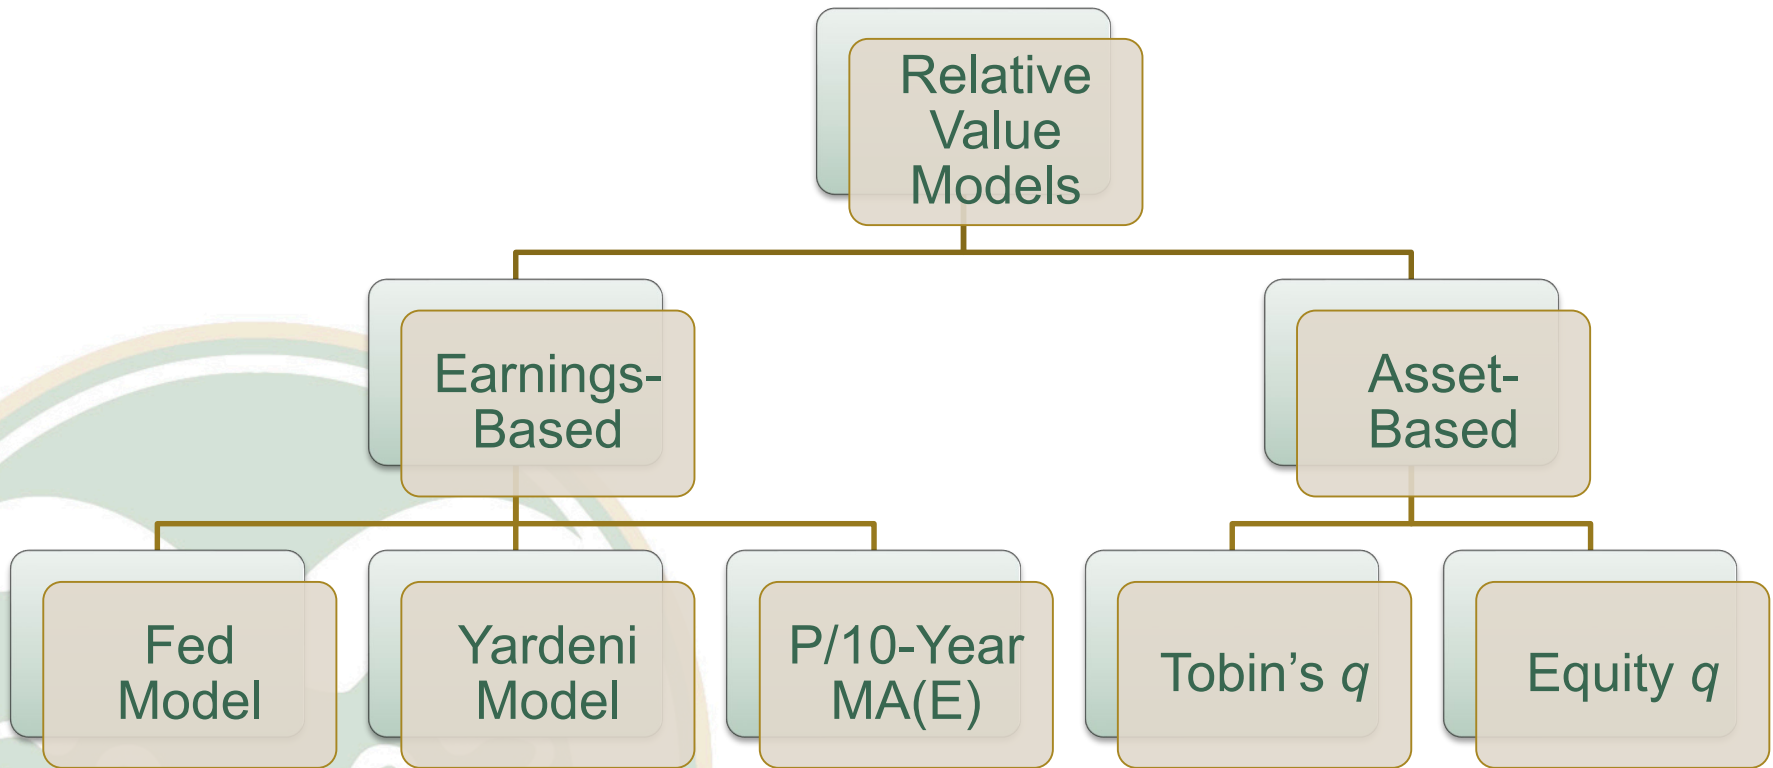 Relative
Value
Models
Earnings-
Based
Asset-
Based
Fed
Model
Yardeni
Model
P/10-Year
MA(E)
Tobin’s q
Equity q